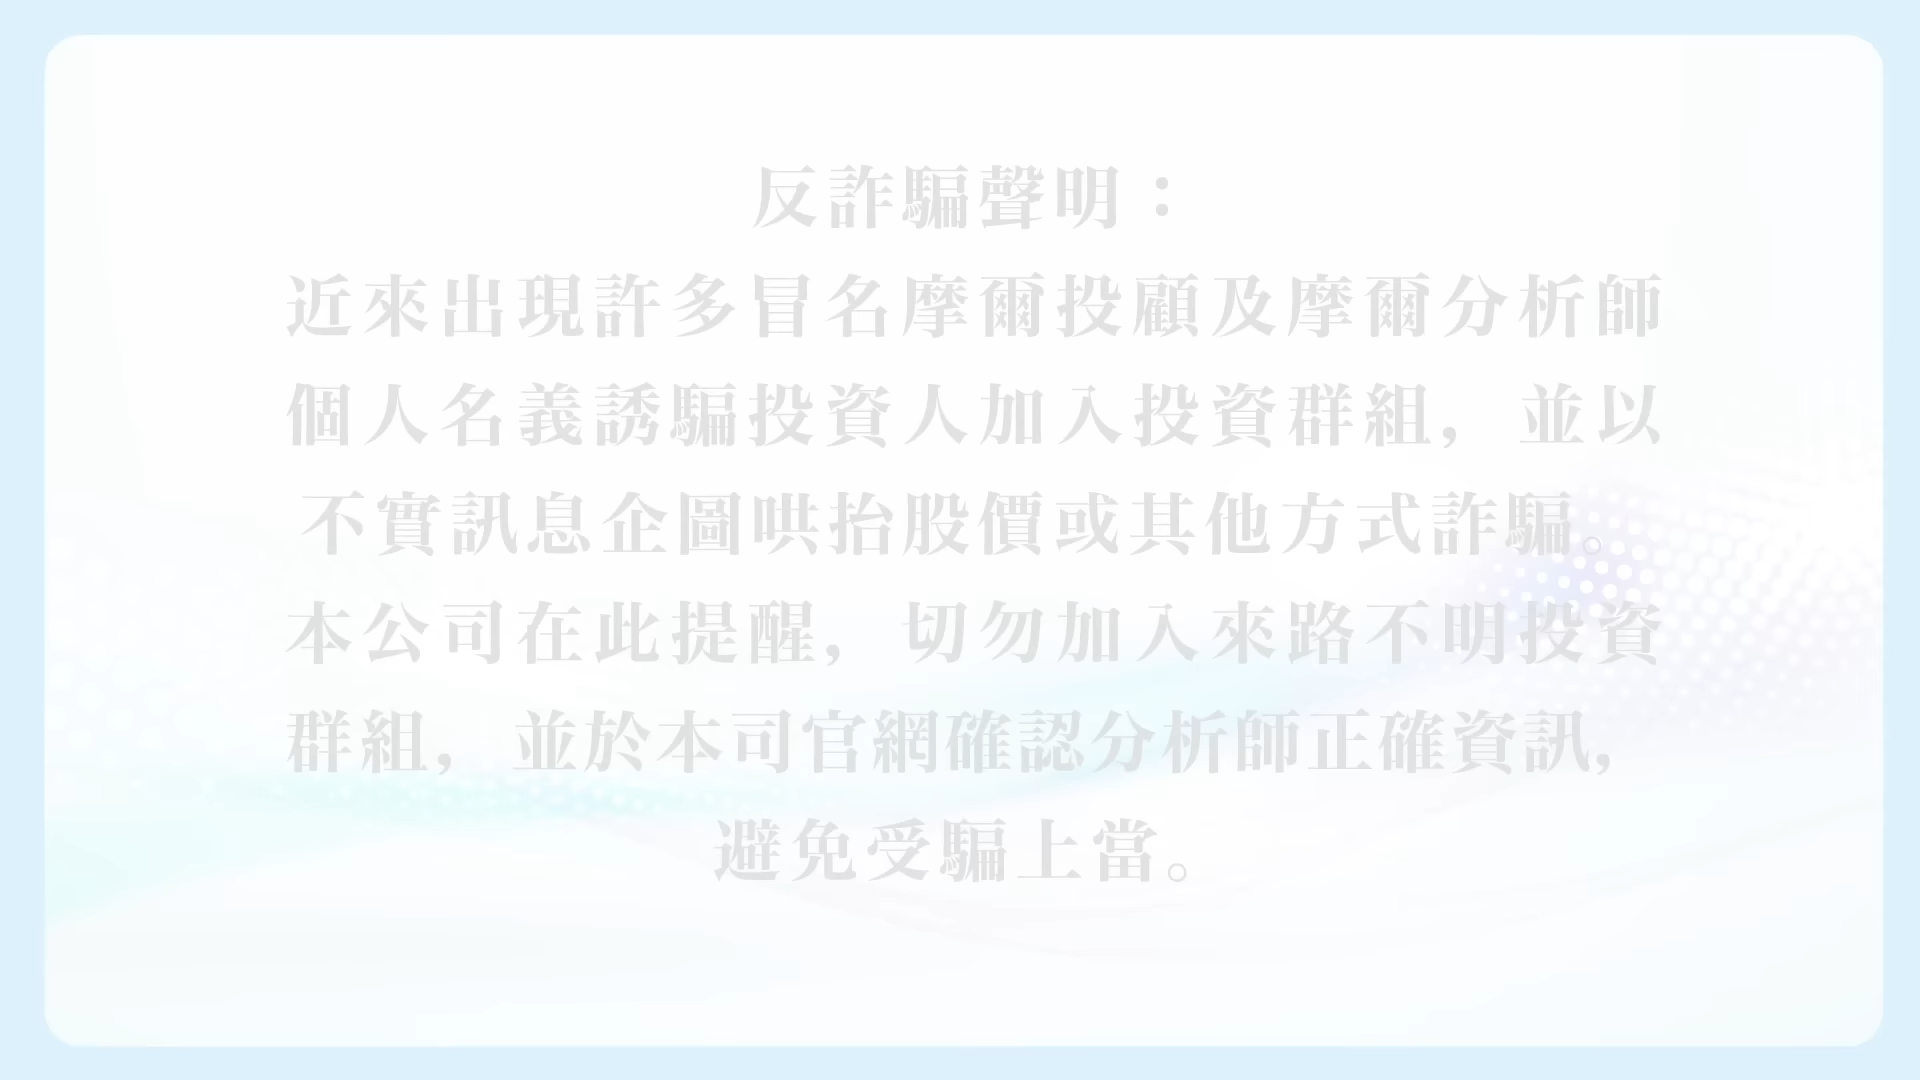 反詐騙聲明：
近來出現許多冒名摩爾投顧及摩爾分析師
個人名義誘騙投資人加入投資群組，並以
不實訊息企圖哄抬股價或其他方式詐騙。
本公司在此提醒，切勿加入來路不明投資
群組，並於本司官網確認分析師正確資訊，
避免受騙上當。